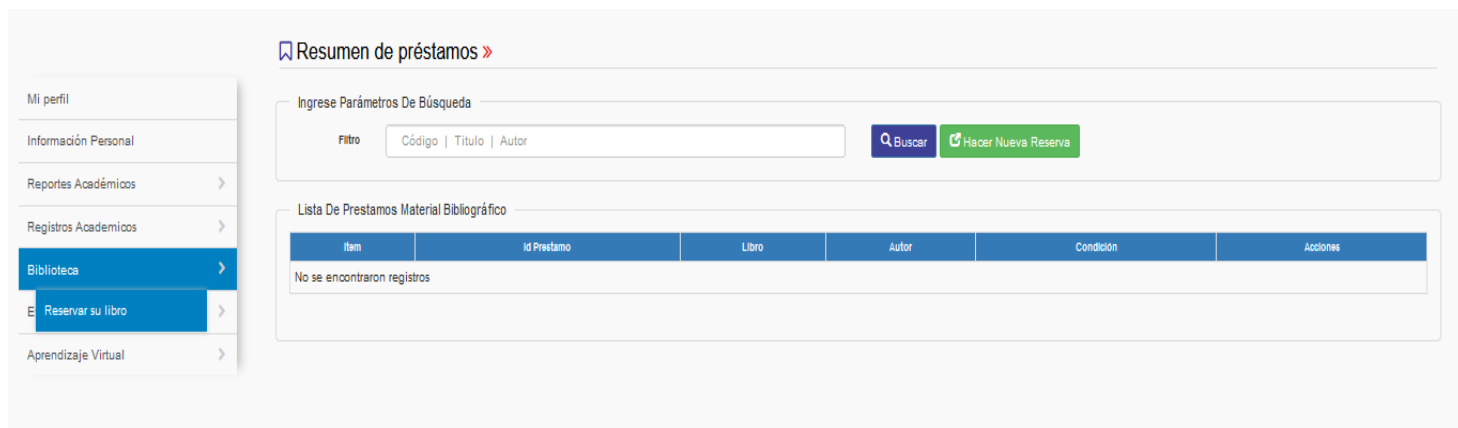 Resumen de préstamos »
Mi perfil
Información Personal
Reportes Académicos
Registros Academicos
Biblioteca
E
Reservar su libro
Aprendizaje Virtual
Ingrese Parámetros De Búsqueda
Filtro
Código | Titulo | Autor
Buscar
Hacer Nueva Reserva
Lista De Prestamos Material Bibliográfico
Item Id Prestamo Libro Autor Condición Acciones
No se encontraron registros